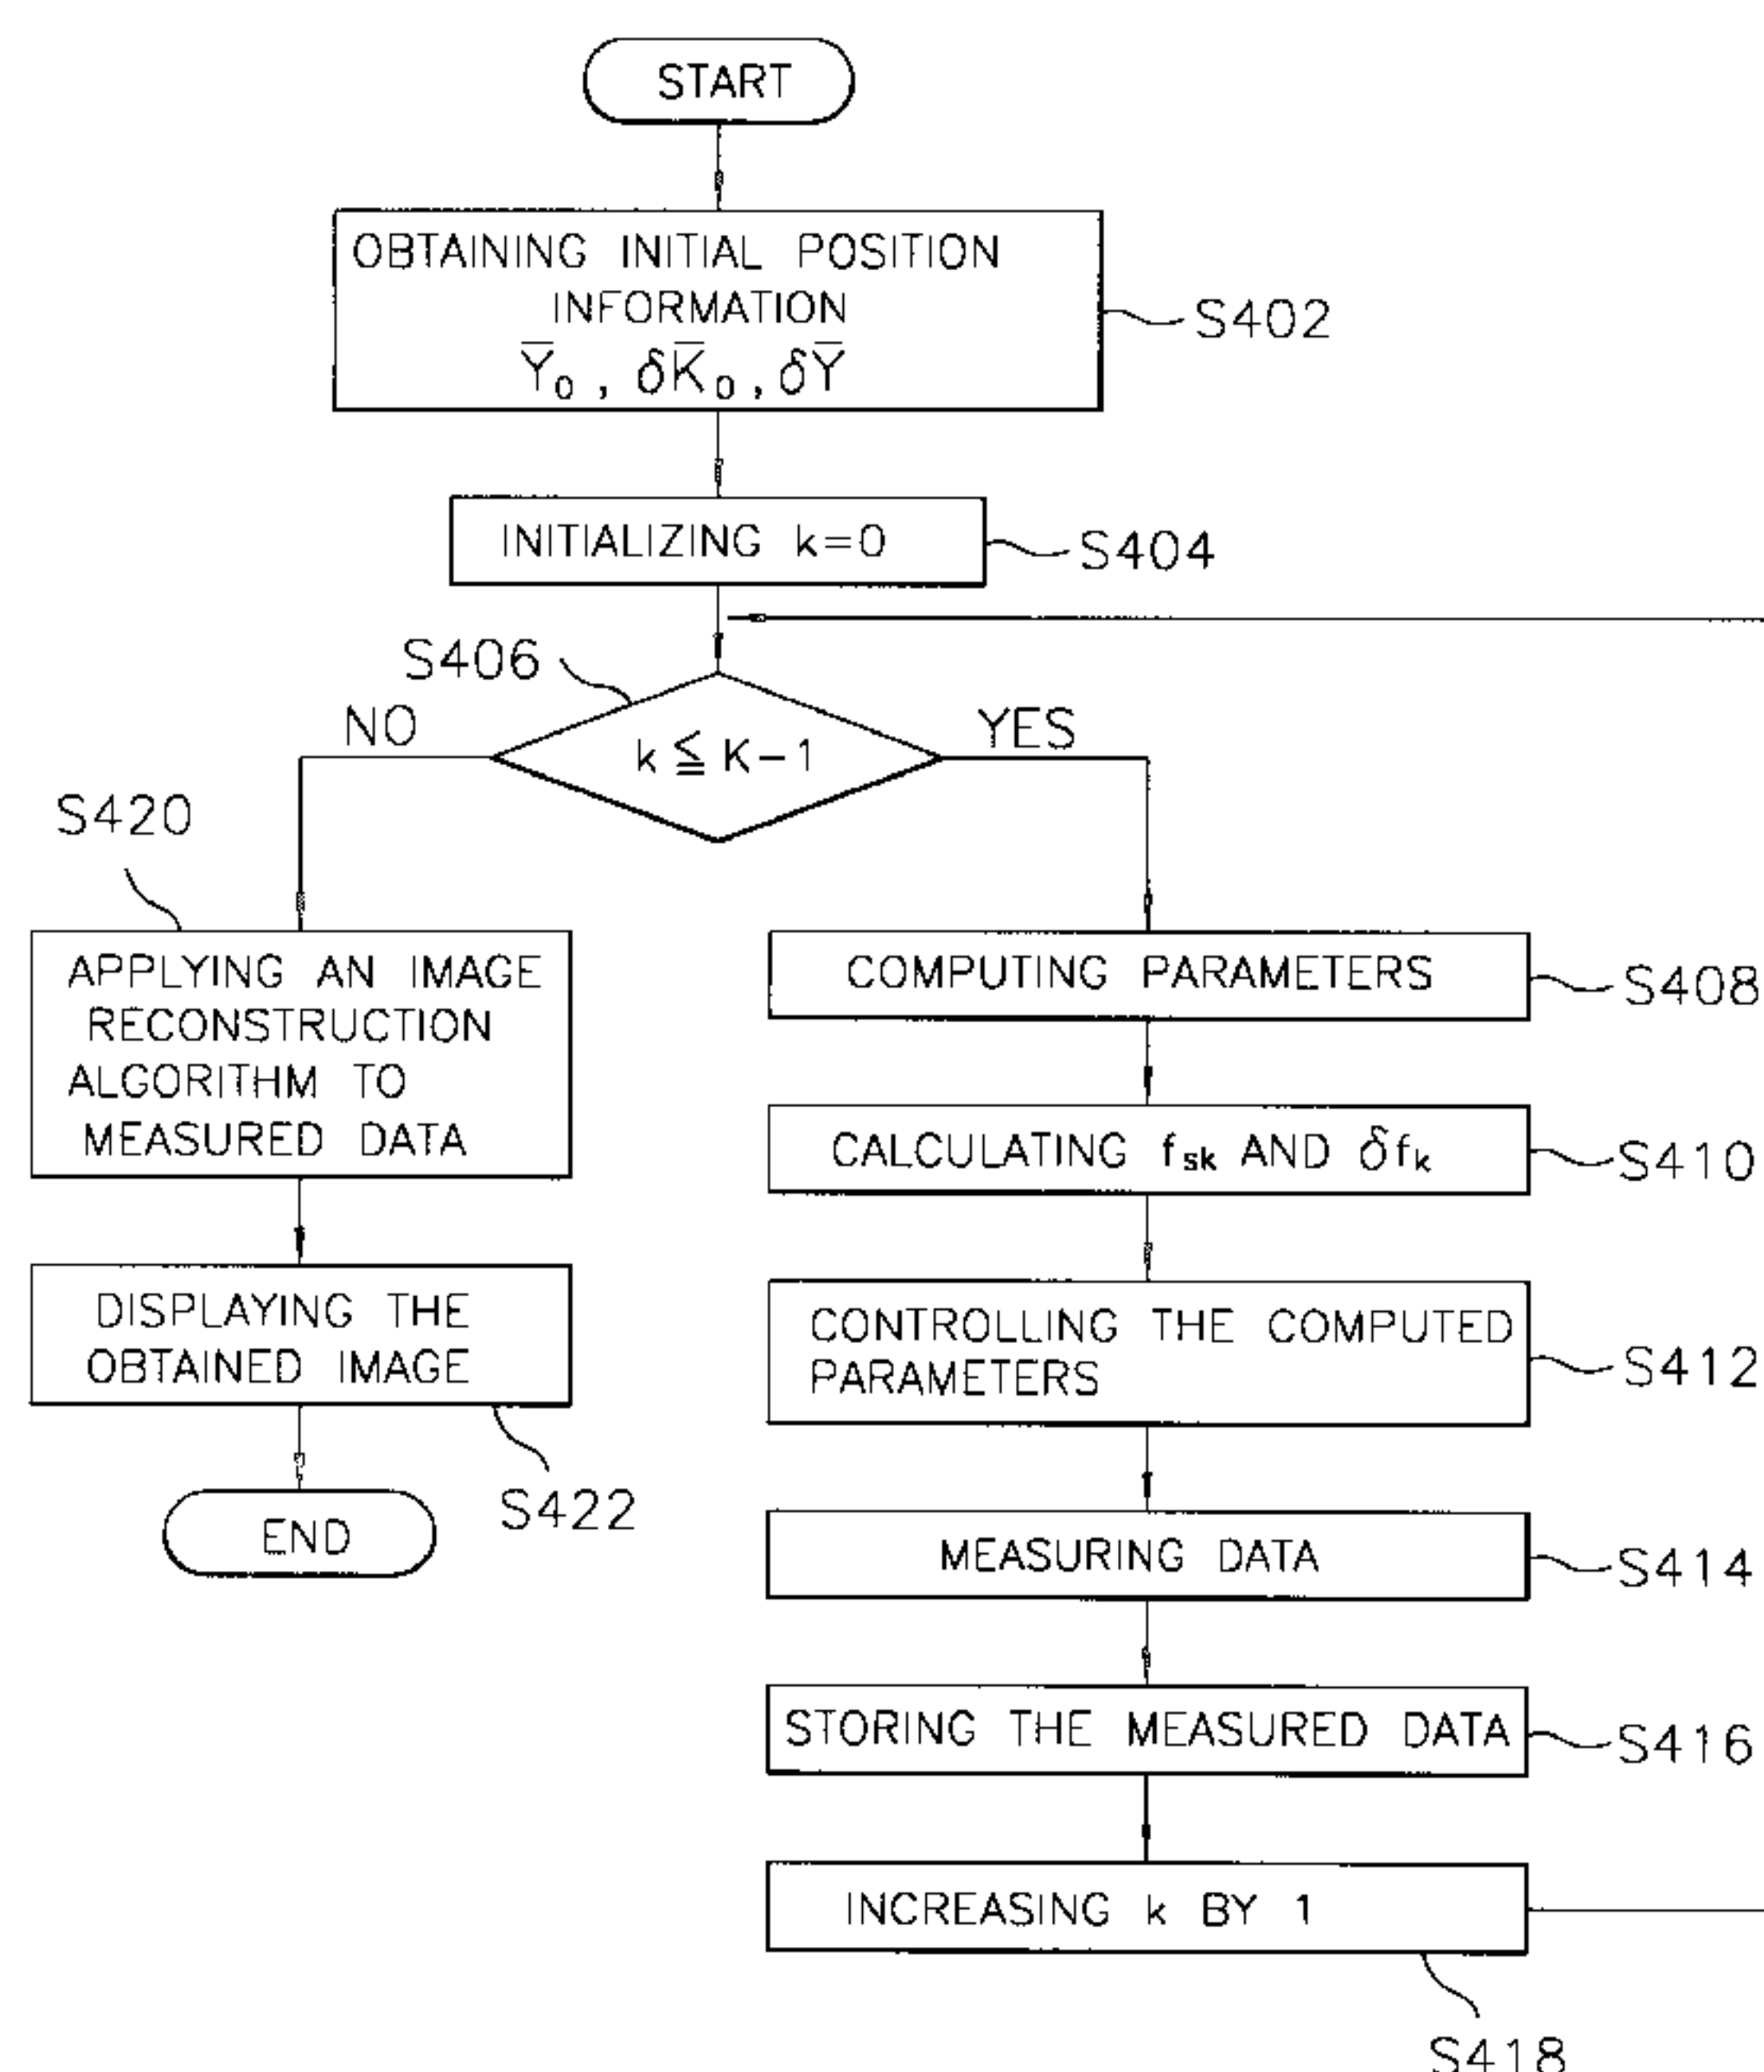 START
OBTAINING INITIAL POSITION
INFORMATION
Y̅₀, δK̅₀, δY̅
S402
INITIALIZING k=0
S404
S406
NO
k ≦ K-1
YES
S420
APPLYING AN IMAGE
RECONSTRUCTION
ALGORITHM TO
MEASURED DATA
DISPLAYING THE
OBTAINED IMAGE
S422
END
COMPUTING PARAMETERS
S408
CALCULATING fsk AND δfk
S410
CONTROLLING THE COMPUTED
PARAMETERS
S412
MEASURING DATA
S414
STORING THE MEASURED DATA
S416
INCREASING k BY 1
S418